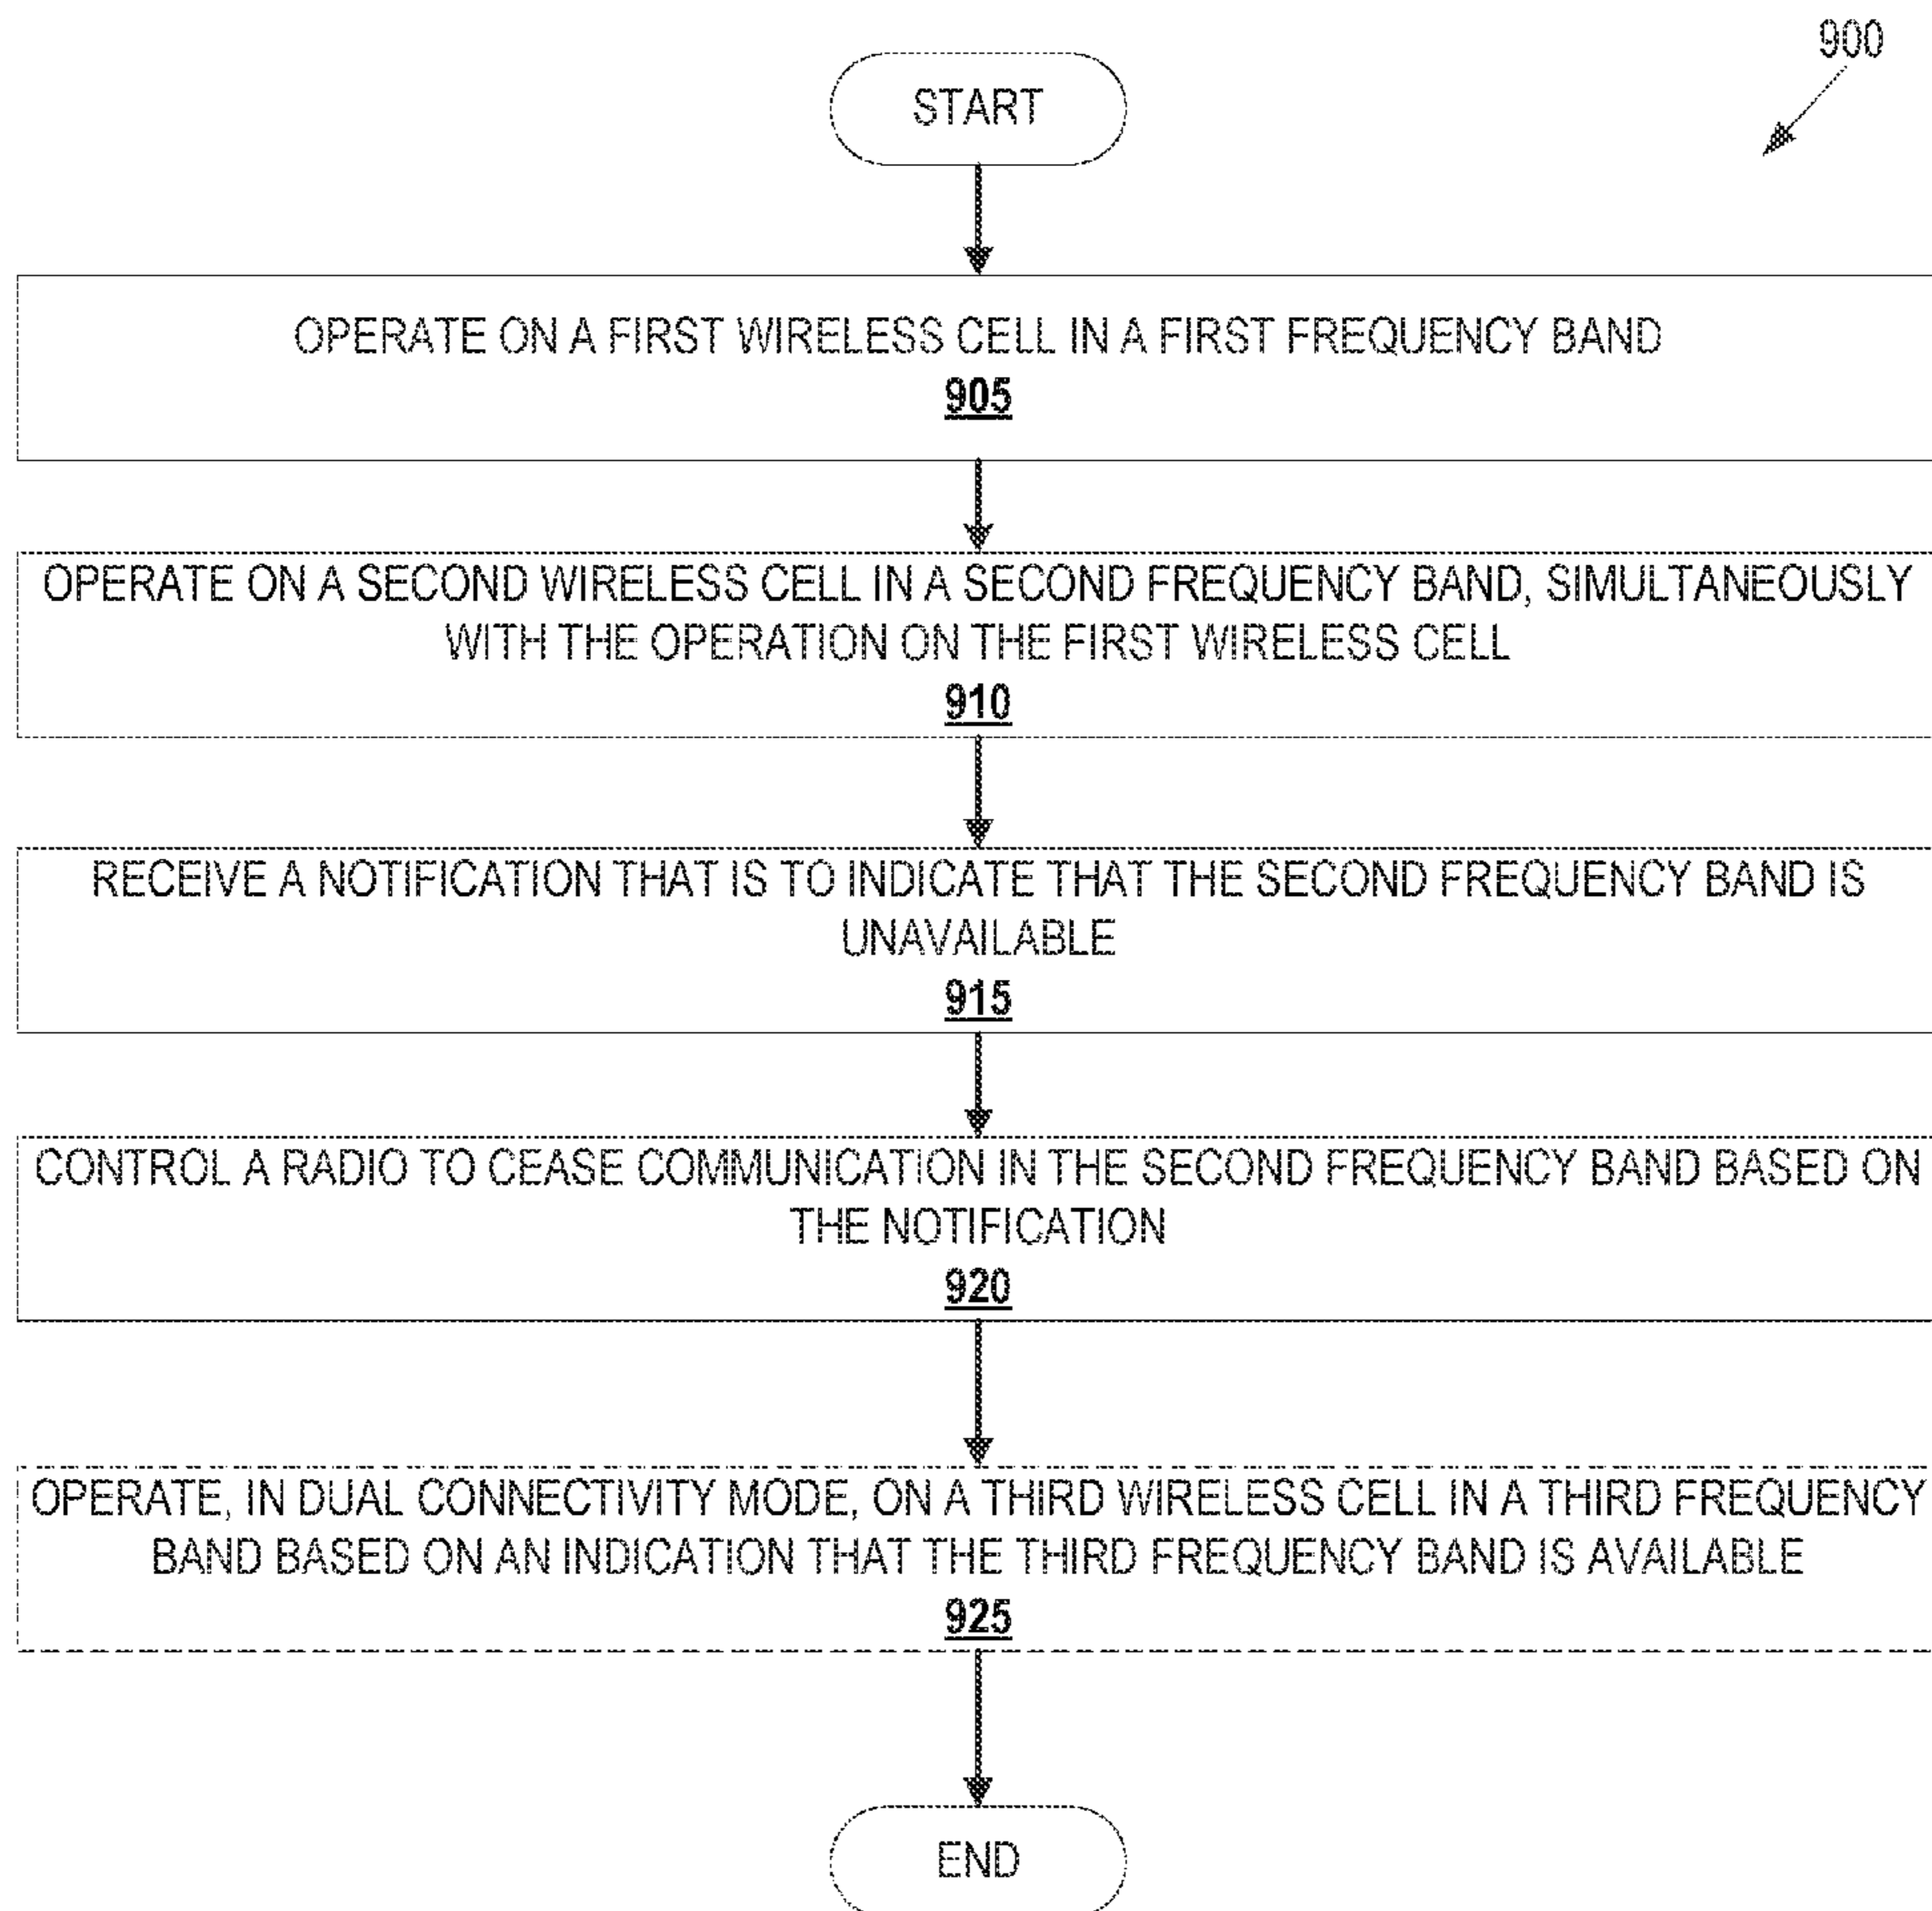 900
START
OPERATE ON A FIRST WIRELESS CELL IN A FIRST FREQUENCY BAND
905
OPERATE ON A SECOND WIRELESS CELL IN A SECOND FREQUENCY BAND, SIMULTANEOUSLY
WITH THE OPERATION ON THE FIRST WIRELESS CELL
910
RECEIVE A NOTIFICATION THAT IS TO INDICATE THAT THE SECOND FREQUENCY BAND IS
UNAVAILABLE
915
CONTROL A RADIO TO CEASE COMMUNICATION IN THE SECOND FREQUENCY BAND BASED ON
THE NOTIFICATION
920
OPERATE, IN DUAL CONNECTIVITY MODE, ON A THIRD WIRELESS CELL IN A THIRD FREQUENCY
BAND BASED ON AN INDICATION THAT THE THIRD FREQUENCY BAND IS AVAILABLE
925
END